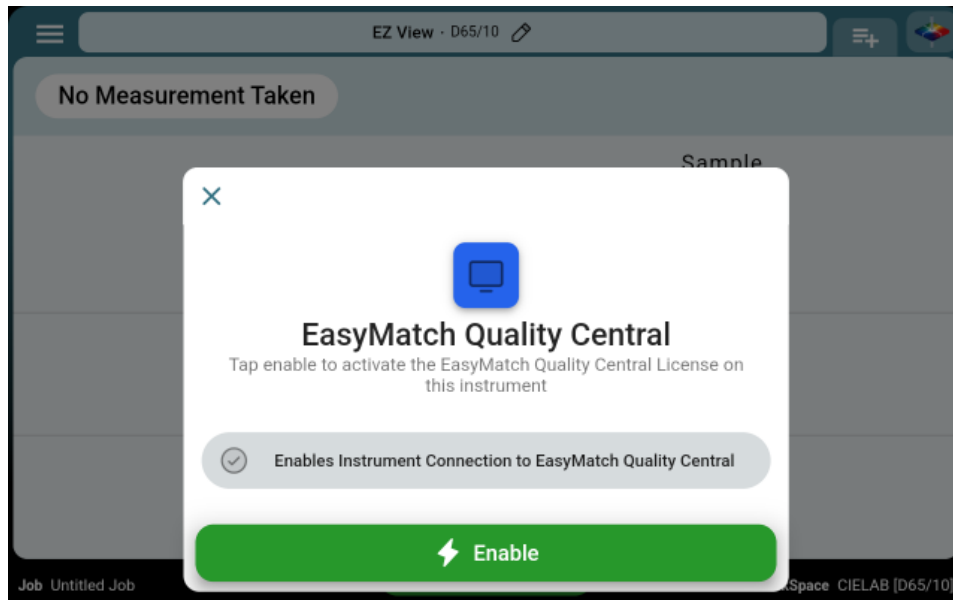 EZ View · D65/10
No Measurement Taken
Sample
EasyMatch Quality Central
Tap enable to activate the EasyMatch Quality Central License on
this instrument
Enables Instrument Connection to EasyMatch Quality Central
Enable
Job Untitled Job
Space CIELAB [D65/10]